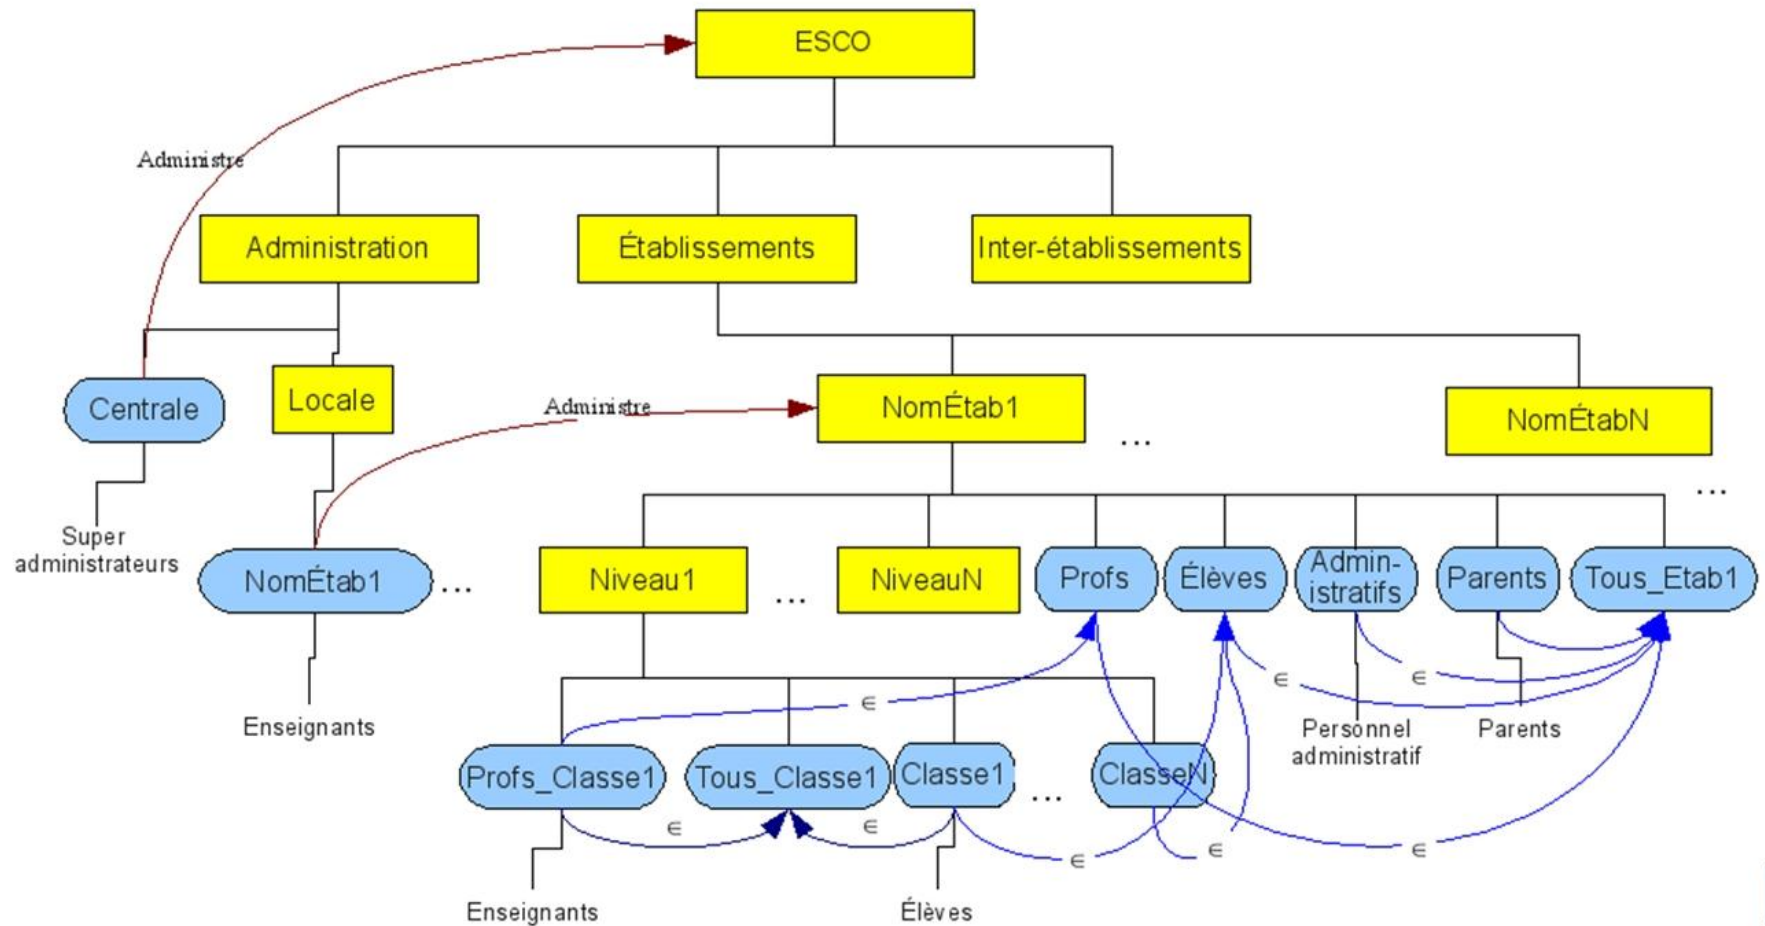 ESCO
Administre
Administration
Établissements
Inter-établissements
Centrale
Locale
Administre
NomÉtab1
...
NomÉtabN
...
Super
administrateurs
NomÉtab1
...
Niveau1
...
NiveauN
Profs
Élèves
Admin-
istratifs
Parents
Tous_Etab1
Enseignants
∈
∈
∈
Personnel
administratif
Parents
Profs_Classe1
Tous_Classe1
Classe1
...
ClasseN
∈
∈
∈
∈
∈
Enseignants
Élèves